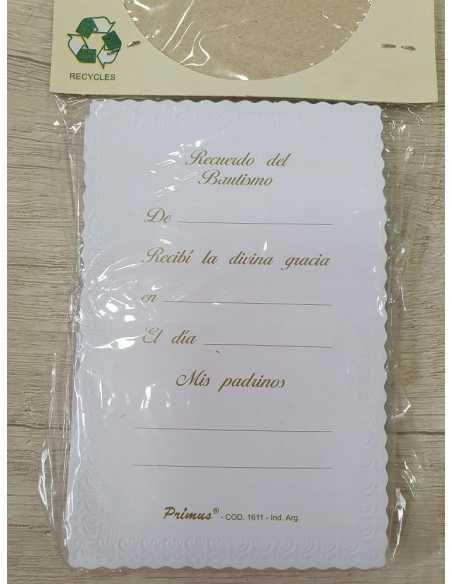 RECYCLES
Recuerdo del
Bautismo
De
Recibí la divina gracia
en
El día
Mis padrinos
Primus® - COD. 1611 - Ind. Arg.